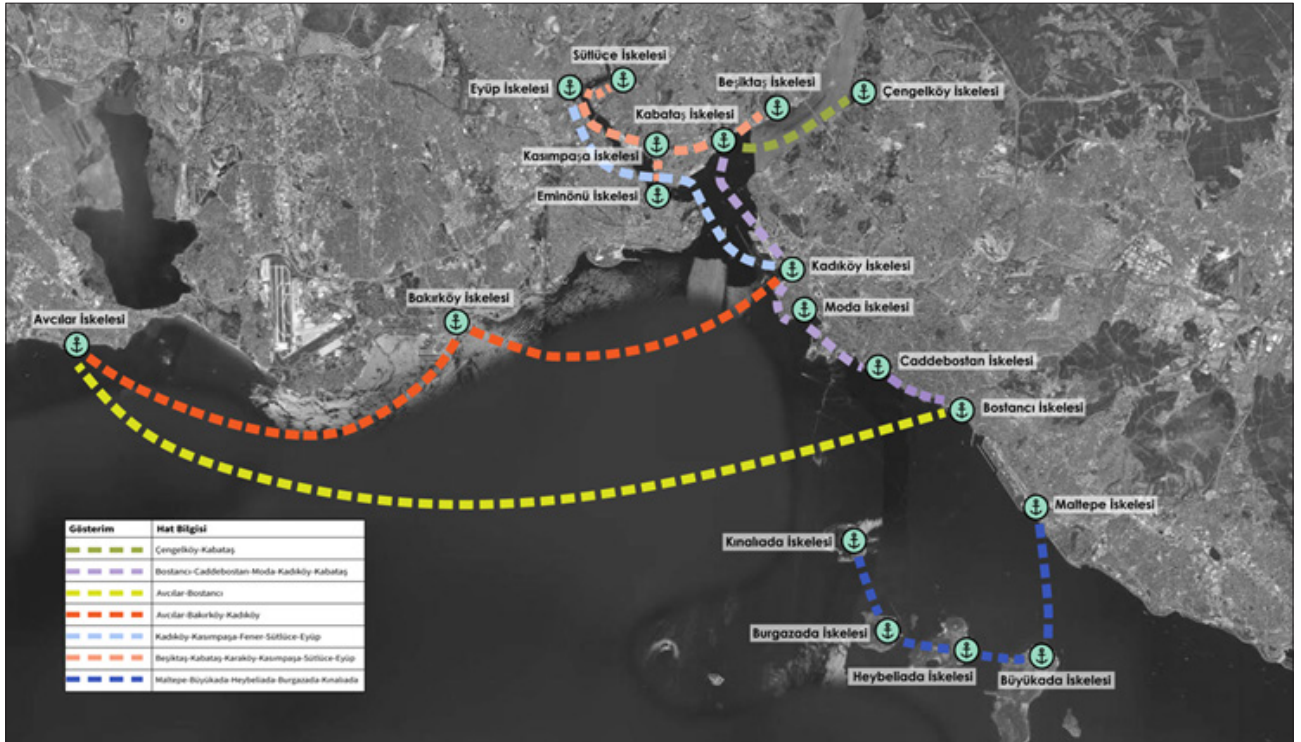 Sütlüce İskelesi
Eyüp İskelesi
Beşiktaş İskelesi
Çengelköy İskelesi
Kabataş İskelesi
Kasımpaşa İskelesi
Eminönü İskelesi
Kadıköy İskelesi
Bakırköy İskelesi
Moda İskelesi
Avcılar İskelesi
Caddebostan İskelesi
Bostancı İskelesi
Maltepe İskelesi
Kınalıada İskelesi
Burgazada İskelesi
Heybeliada İskelesi
Büyükada İskelesi
Gösterim Hat Bilgisi
Çengelköy-Kabataş
Bostancı-Caddebostan-Moda-Kadıköy-Kabataş
Avcılar-Bostancı
Avcılar-Bakırköy-Kadıköy
Kadıköy-Kasımpaşa-Fener-Sütlüce-Eyüp
Beşiktaş-Kabataş-Karaköy-Kasımpaşa-Sütlüce-Eyüp
Maltepe-Büyükada-Heybeliada-Burgazada-Kınalıada